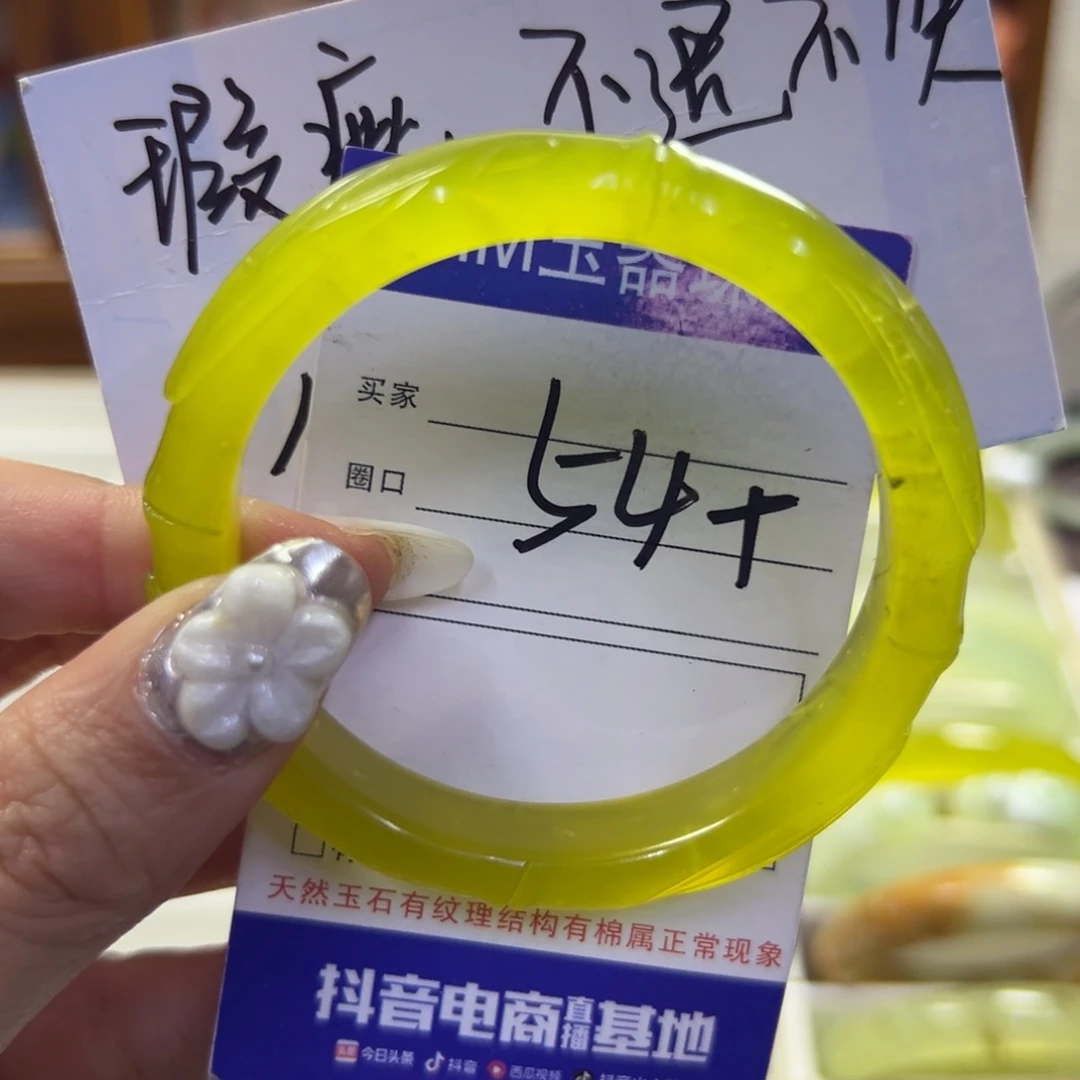 瑕疵、不退不换
玉器
买家
圈口 54+
天然玉石有纹理结构有棉属正常现象
抖音电商直播基地
今日头条 抖音 西瓜视频